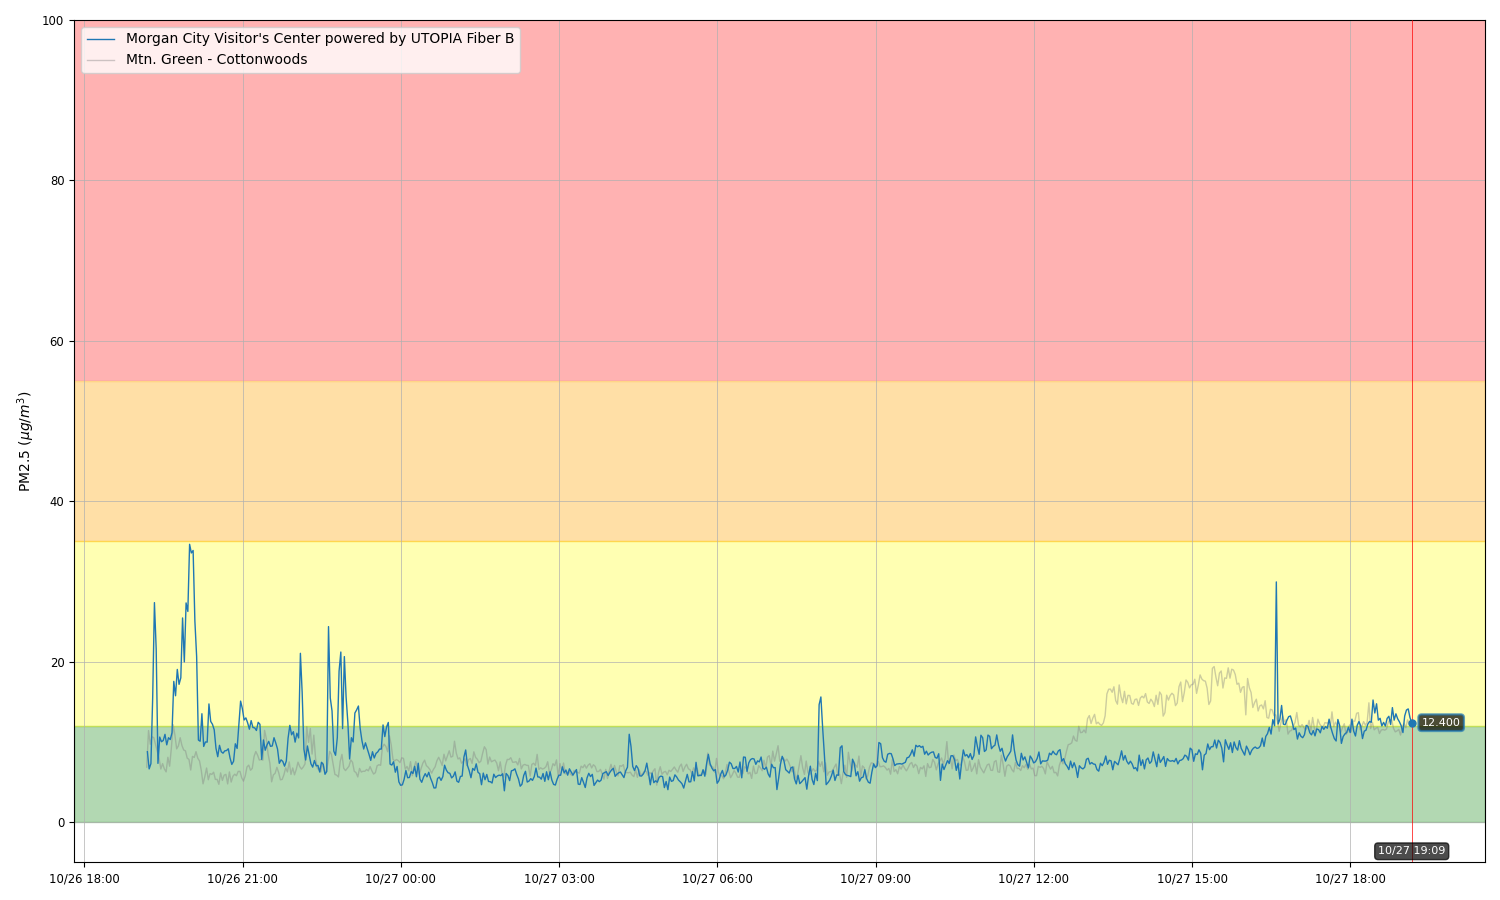 100
80
60
40
20
0
PM2.5 (μg/m³)
Morgan City Visitor's Center powered by UTOPIA Fiber B
Mtn. Green - Cottonwoods
12.400
10/27 19:09
10/26 18:00 10/26 21:00 10/27 00:00 10/27 03:00 10/27 06:00 10/27 09:00 10/27 12:00 10/27 15:00 10/27 18:00